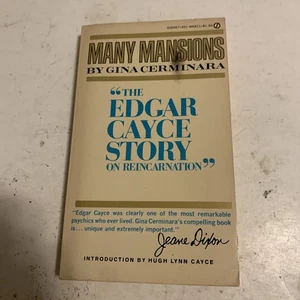 MANY MANSIONS
BY GINA CERMINARA
"THE
EDGAR
CAYCE
STORY
ON REINCARNATION"
"Edgar Cayce was clearly one of the most remarkable
psychics who ever lived. Gina Cerminara's compelling book
is... unique and extremely important."
Jeane Dixon
INTRODUCTION BY HUGH LYNN CAYCE